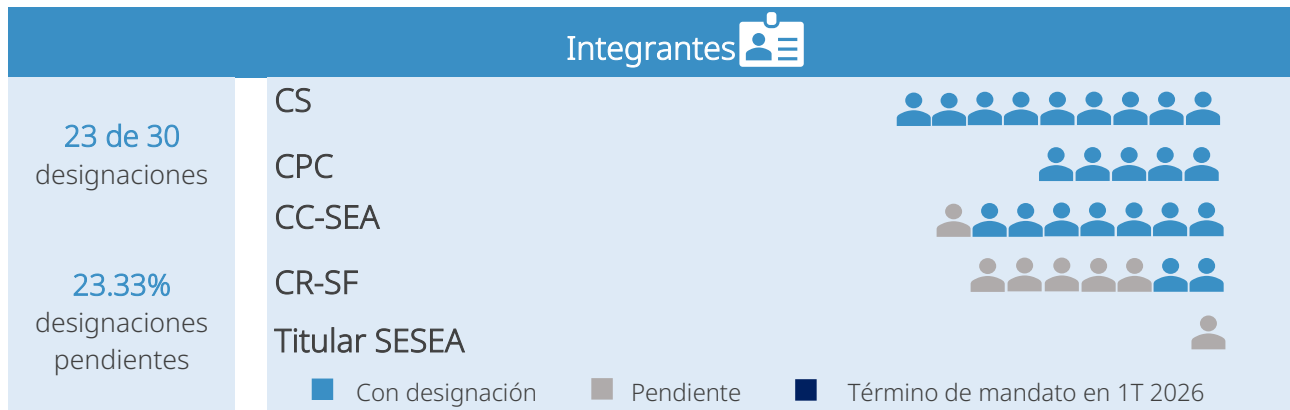 Integrantes
23 de 30
designaciones
23.33%
designaciones
pendientes
CS
CPC
CC-SEA
CR-SF
Titular SESEA
Con designación
Pendiente
Término de mandato en 1T 2026